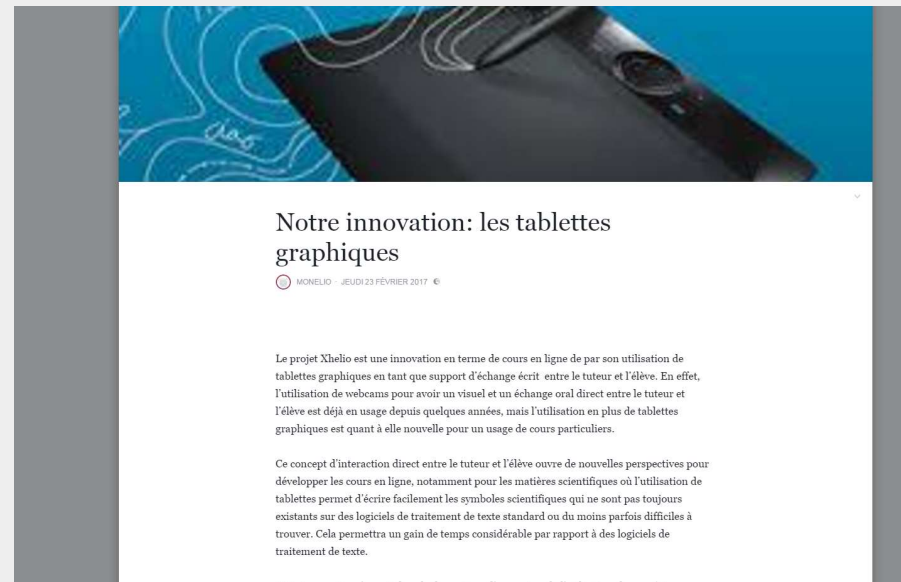 Ciao
Notre innovation: les tablettes
graphiques
MONELIO · JEUDI 23 FÉVRIER 2017
Le projet Xhelio est une innovation en terme de cours en ligne de par son utilisation de
tablettes graphiques en tant que support d'échange écrit entre le tuteur et l'élève. En effet,
l'utilisation de webcams pour avoir un visuel et un échange oral direct entre le tuteur et
l'élève est déjà en usage depuis quelques années, mais l'utilisation en plus de tablettes
graphiques est quant à elle nouvelle pour un usage de cours particuliers.
Ce concept d'interaction direct entre le tuteur et l'élève ouvre de nouvelles perspectives pour
développer les cours en ligne, notamment pour les matières scientifiques où l'utilisation de
tablettes permet d'écrire facilement les symboles scientifiques qui ne sont pas toujours
existants sur des logiciels de traitement de texte standard ou du moins parfois difficiles à
trouver. Cela permettra un gain de temps considérable par rapport à des logiciels de
traitement de texte.